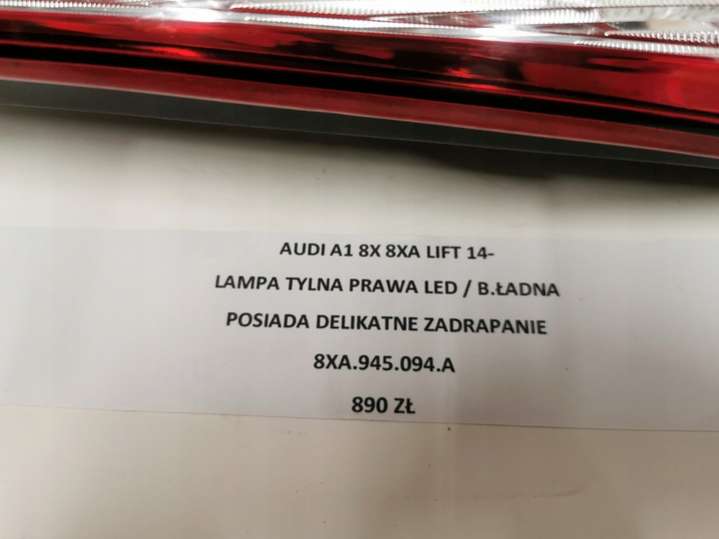 AUDI A1 8X 8XA LIFT 14-
LAMPA TYLNA PRAWA LED / B.ŁADNA
POSIADA DELIKATNE ZADRAPANIE
8XA.945.094.A
890 ZŁ